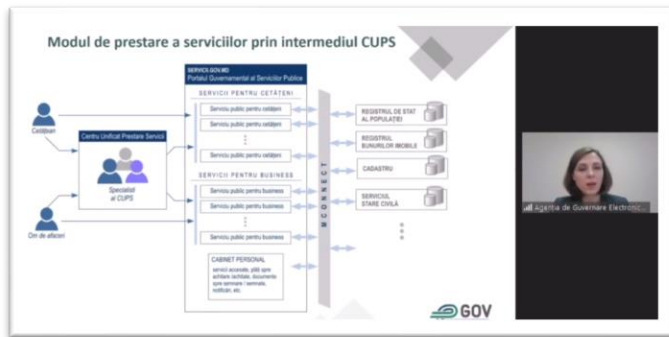 Modul de prestare a serviciilor prin intermediul CUPS
SERVICII.GOV.MD
Portalul Guvernamental al Serviciilor Publice
SERVICII PENTRU CETĂȚENI
Serviciu public pentru cetățeni
Serviciu public pentru cetățeni
Serviciu public pentru cetățeni
SERVICII PENTRU BUSINESS
Serviciu public pentru business
Serviciu public pentru business
Serviciu public pentru business
CABINET PERSONAL
servicii accesate, plăți spre
achitare /achitate, documente
spre semnare / semnate,
notificări, etc.
Cetățean
Centru Unificat Prestare Servicii
Specialiști
ai CUPS
Om de afaceri
MCONNECT
REGISTRUL DE STAT
AL POPULAȚIEI
REGISTRUL
BUNURILOR IMOBILE
CADASTRU
SERVICIUL
STARE CIVILĂ
GOV
Agenția de Guvernare Electronic...